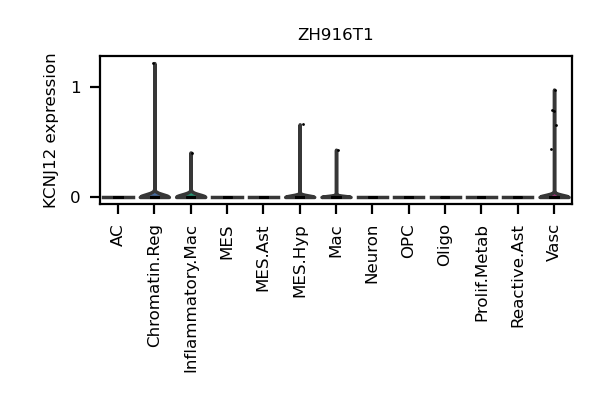 ZH916T1
KCNJ12 expression
1
0
AC
Chromatin.Reg
Inflammatory.Mac
MES
MES.Ast
MES.Hyp
Mac
Neuron
OPC
Oligo
Prolif.Metab
Reactive.Ast
Vasc